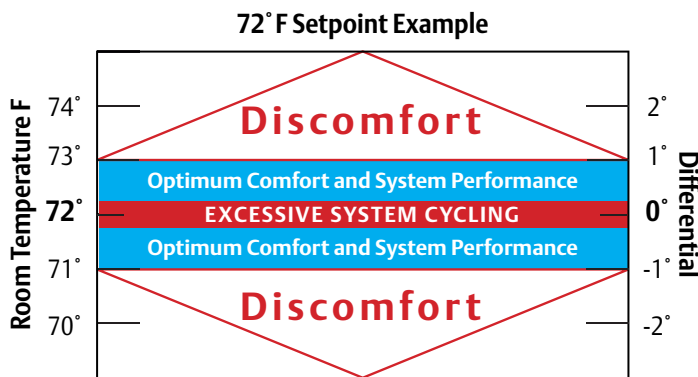 72° F Setpoint Example
Room Temperature F
74°
73°
72°
71°
70°
Discomfort
Optimum Comfort and System Performance
EXCESSIVE SYSTEM CYCLING
Optimum Comfort and System Performance
Discomfort
2°
1°
0°
-1°
-2°
Differential